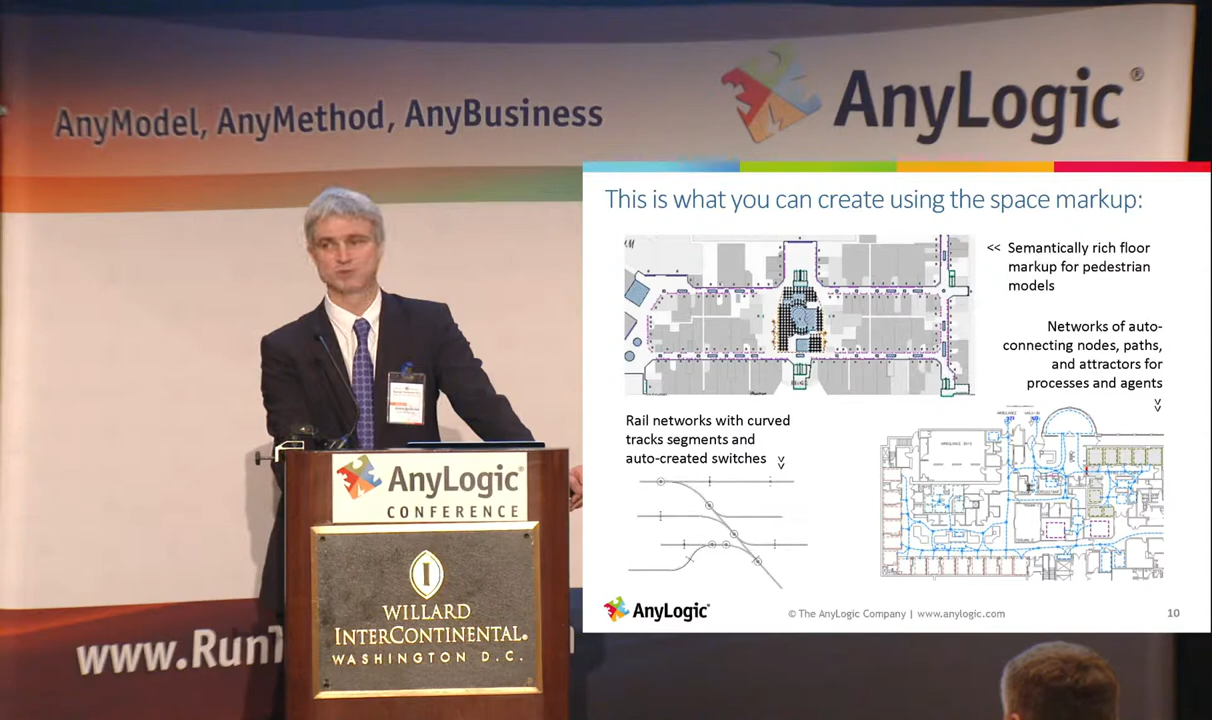 AnyModel, AnyMethod, AnyBusiness
AnyLogic®
This is what you can create using the space markup:
<< Semantically rich floor
markup for pedestrian
models
Networks of auto-
connecting nodes, paths,
and attractors for
processes and agents
>>
Rail networks with curved
tracks segments and
auto-created switches >>
AnyLogic®
© The AnyLogic Company | www.anylogic.com
10
AnyLogic®
CONFERENCE
I
WILLARD
INTERCONTINENTAL®
WASHINGTON D.C.
www.RunT